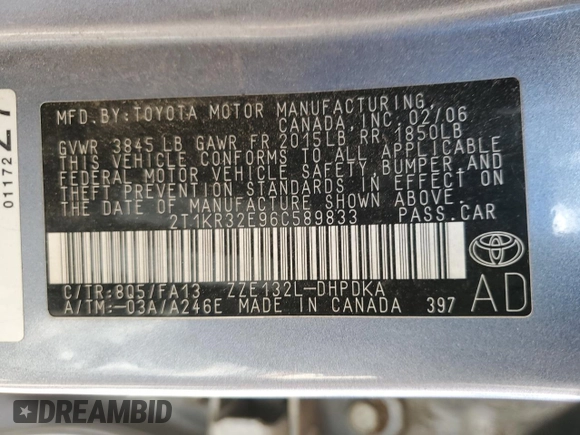 MFD.BY:TOYOTA MOTOR MANUFACTURING,
CANADA, INC. 02/06
GVWR 3845 LB GAWR FR 2015LB RR 1850LB
THIS VEHICLE CONFORMS TO ALL APPLICABLE
FEDERAL MOTOR VEHICLE SAFETY,BUMPER AND
THEFT PREVENTION STANDARDS IN EFFECT ON
THE DATE OF MANUFACTURE SHOWN ABOVE.
2T1KR32E96C589833 PASS.CAR
C/TR:8Q5/FA13 ZZE132L-DHPDKA
A/TM:-03A/A246E MADE IN CANADA 397
AD
01172
DREAMBID